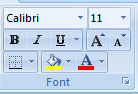 Calibri 11
B I U A A
A
Font